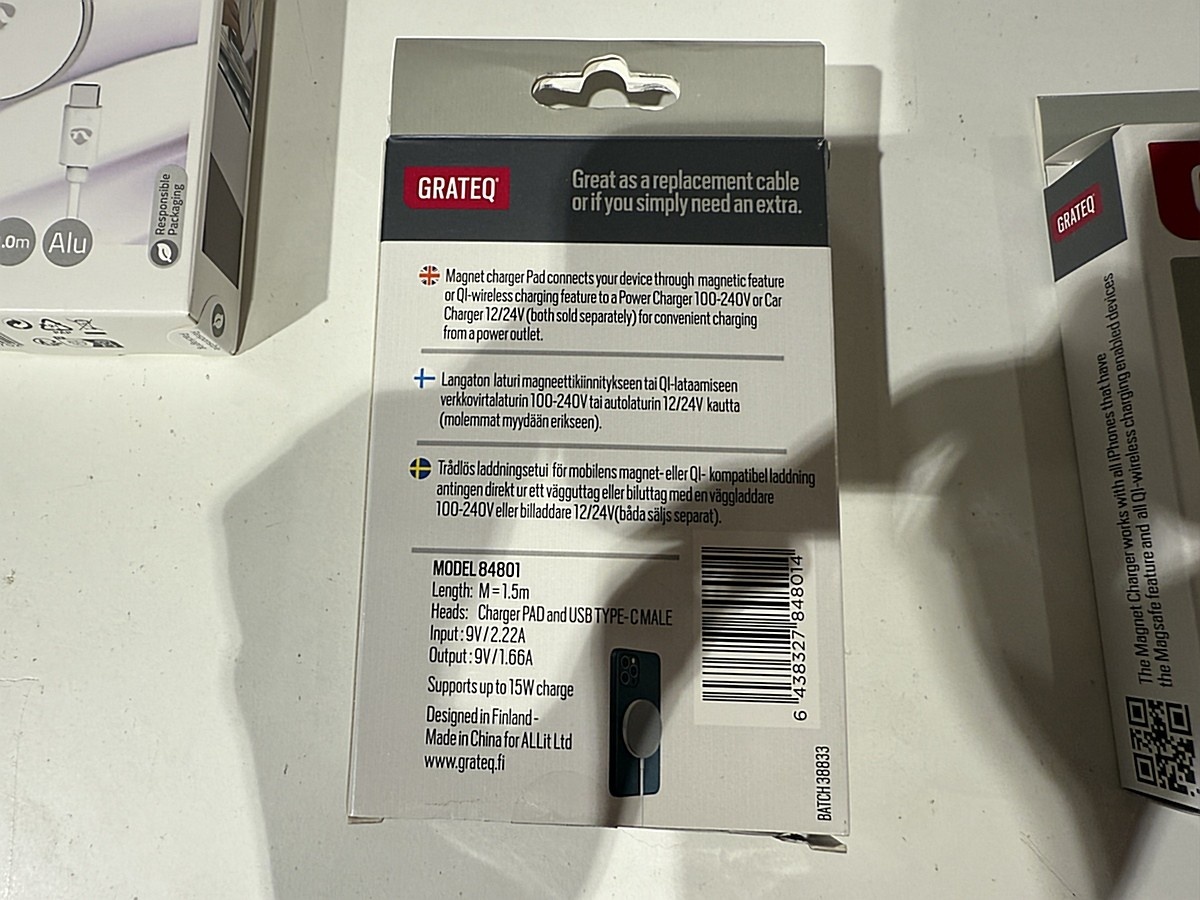 .0m
Alu
Responsible
Packaging
Responsible
Packaging
GRATEQ
Great as a replacement cable
or if you simply need an extra.
Magnet charger Pad connects your device through magnetic feature
or QI-wireless charging feature to a Power Charger 100-240V or Car
Charger 12/24V (both sold separately) for convenient charging
from a power outlet.
Langaton laturi magneettikiinnitykseen tai QI-lataamiseen
verkkovirtalaturin 100-240V tai autolaturin 12/24V kautta
(molemmat myydään erikseen).
Trådlös laddningsetui för mobilens magnet- eller QI- kompatibel laddning
antingen direkt ur ett vägguttag eller biluttag med en väggladdare
100-240V eller billaddare 12/24V(båda säljs separat).
MODEL 84801
Length: M = 1.5m
Heads: Charger PAD and USB TYPE-C MALE
Input : 9V / 2.22A
Output : 9V / 1.66A
Supports up to 15W charge
Designed in Finland -
Made in China for ALLit Ltd
www.grateq.fi
6 438327 848014
BATCH 38833
GRATEQ
The Magnet Charger works with all iPhones that have
the Magsafe feature and all QI-wireless charging enabled devices